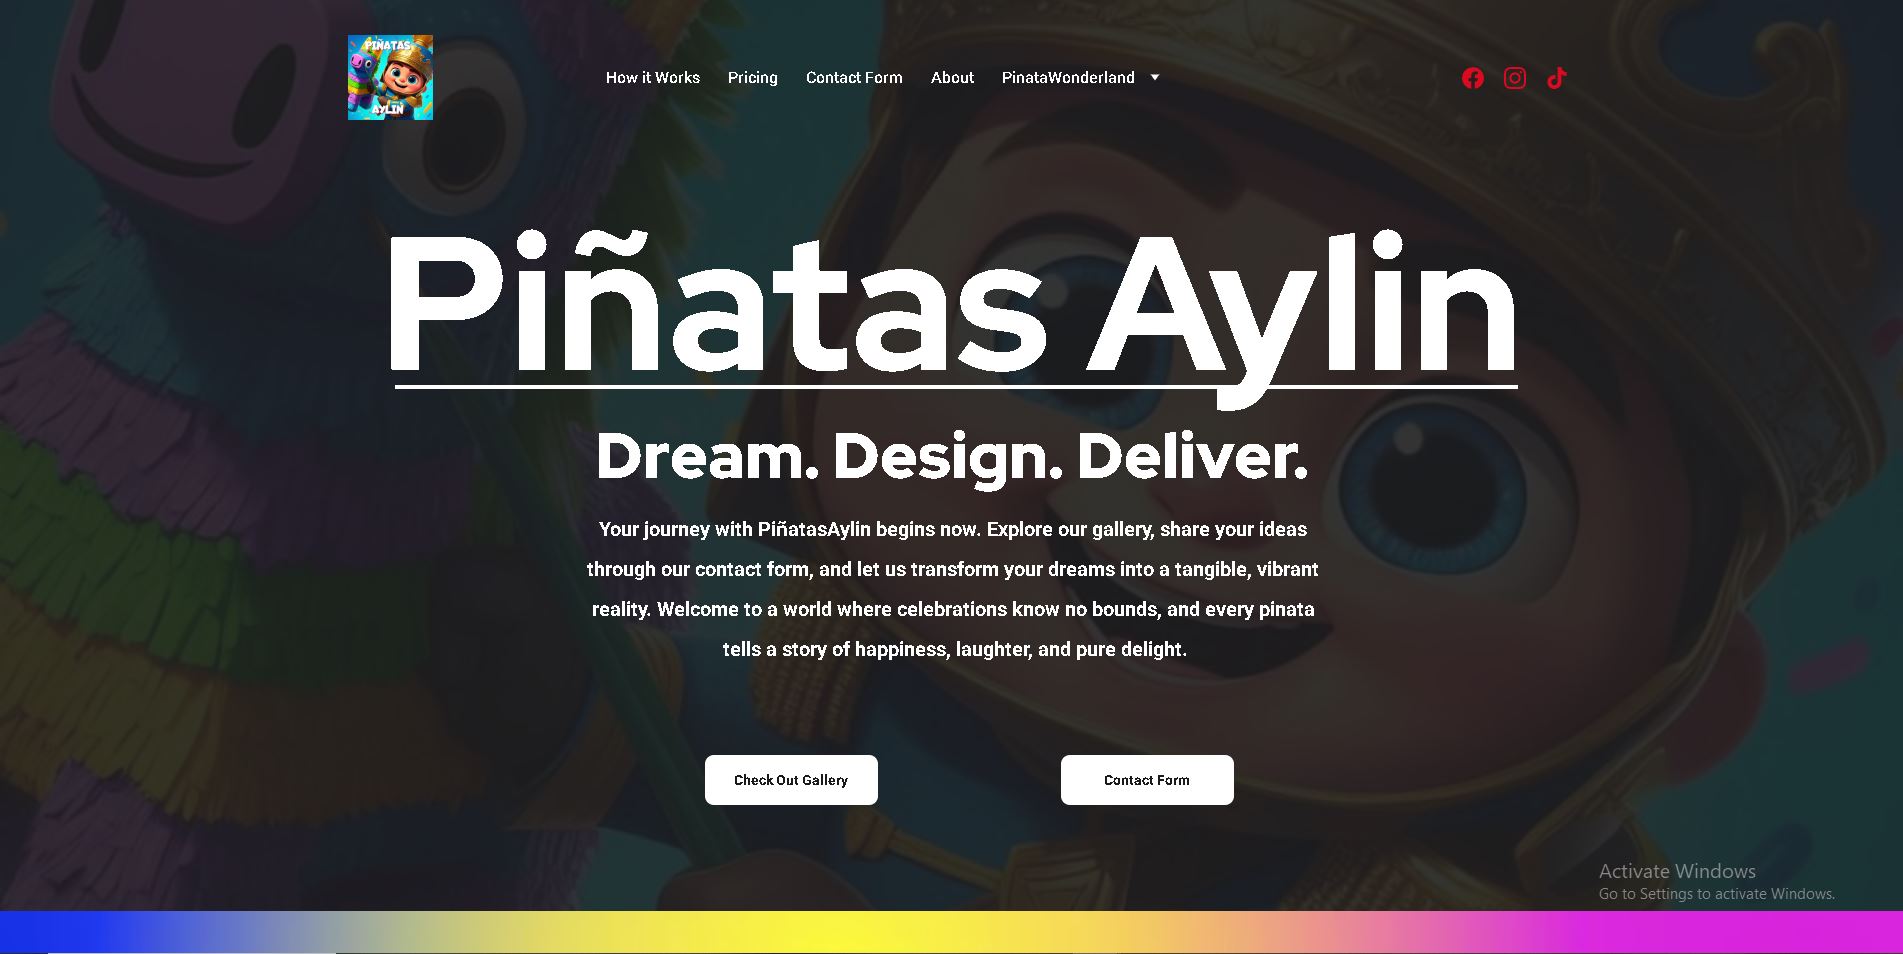 PIÑATAS
AYLIN
How it Works
Pricing
Contact Form
About
PinataWonderland
Piñatas Aylin
Dream. Design. Deliver.
Your journey with PiñatasAylin begins now. Explore our gallery, share your ideas
through our contact form, and let us transform your dreams into a tangible, vibrant
reality. Welcome to a world where celebrations know no bounds, and every pinata
tells a story of happiness, laughter, and pure delight.
Check Out Gallery
Contact Form
Activate Windows
Go to Settings to activate Windows.